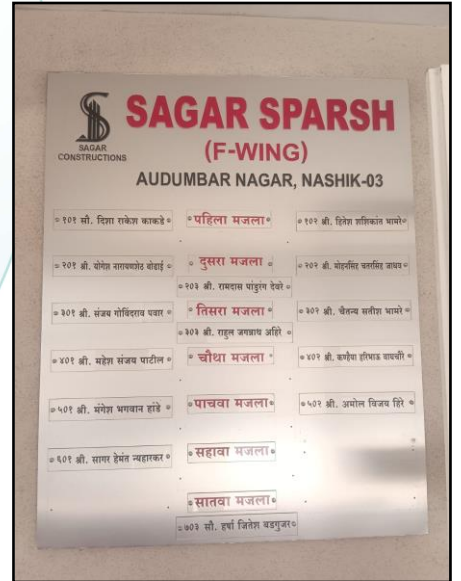 SAGAR
CONSTRUCTIONS
SAGAR SPARSH
(F-WING)
AUDUMBAR NAGAR, NASHIK-03
१०१ सौ. दिशा राकेश काकडे पहिला मजला १०२ श्री. हितेश शशिकांत भामरे
२०१ श्री. योगेश नारायणशेठ बोडाई दुसरा मजला २०२ श्री. मोहनसिंह चतरसिंह जाधव
२०३ श्री. रामदास पांडुरंग देवरे
३०१ श्री. संजय गोविंदराव पवार तिसरा मजला ३०२ श्री. चैतन्य सतीश भामरे
३०३ श्री. राहुल जगन्नाथ अहिरे
४०१ श्री. महेश संजय पाटील चौथा मजला ४०२ श्री. कन्हैया हरिभाऊ वाघचौरे
५०१ श्री. मंगेश भगवान हांडे पाचवा मजला ५०२ श्री. अमोल विजय हिरे
६०१ श्री. सागर हेमंत न्यहारकर सहावा मजला
सातवा मजला
७०३ सौ. हर्षा जितेश वडगुजर